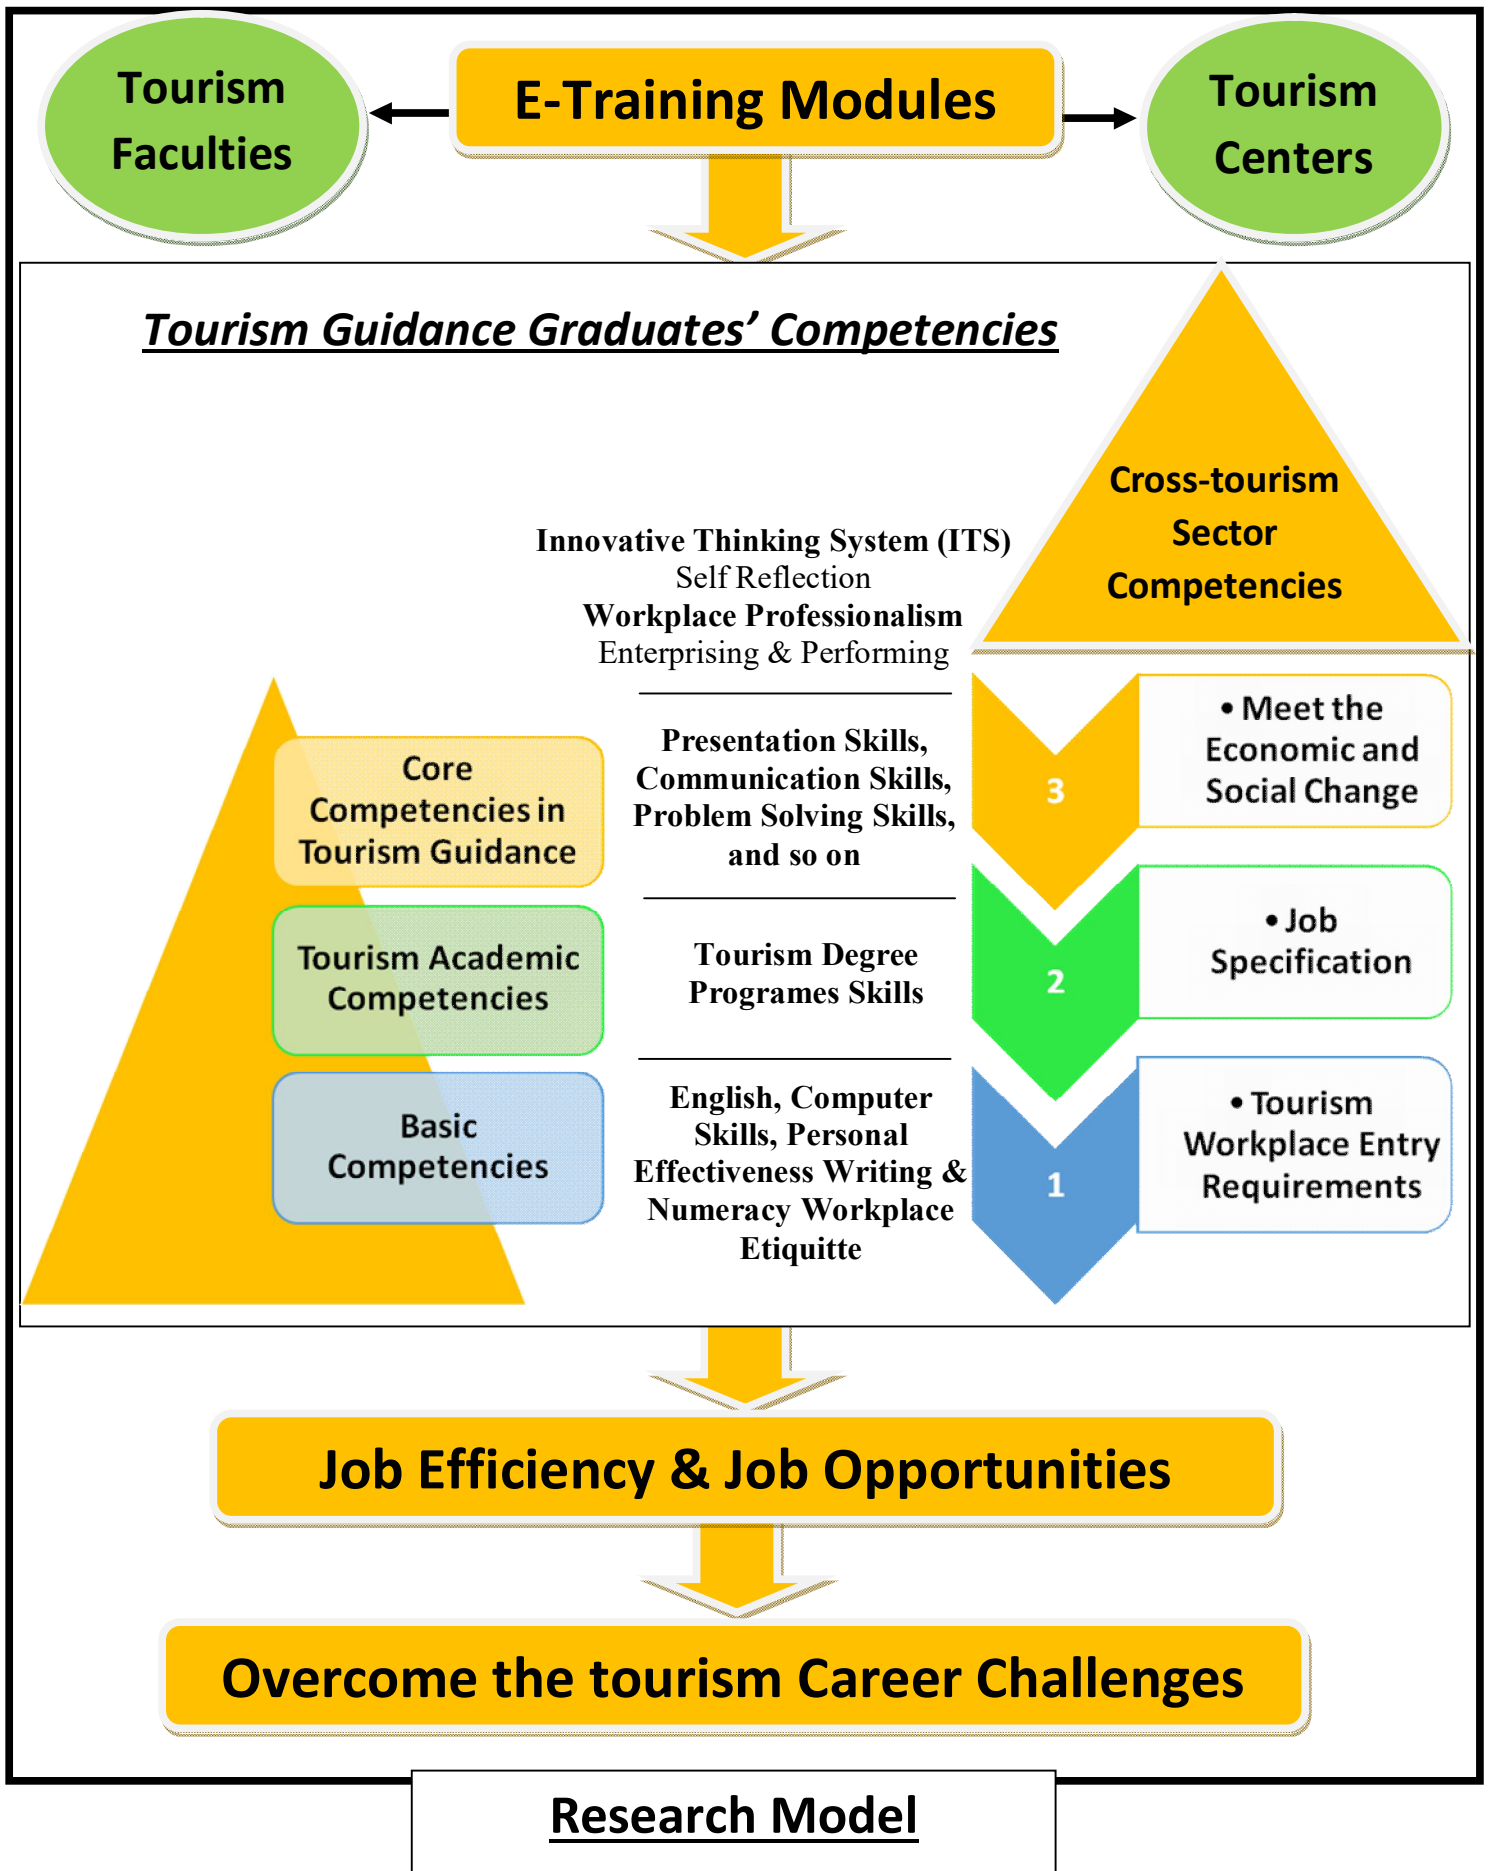 Tourism
Faculties
E-Training Modules
Tourism
Centers
Tourism Guidance Graduates’ Competencies
Cross-tourism
Sector
Competencies
Innovative Thinking System (ITS)
Self Reflection
Workplace Professionalism
Enterprising & Performing
Core
Competencies in
Tourism Guidance
Presentation Skills,
Communication Skills,
Problem Solving Skills,
and so on
3
• Meet the
Economic and
Social Change
Tourism Academic
Competencies
Tourism Degree
Programes Skills
2
• Job
Specification
Basic
Competencies
English, Computer
Skills, Personal
Effectiveness Writing &
Numeracy Workplace
Etiquitte
1
• Tourism
Workplace Entry
Requirements
Job Efficiency & Job Opportunities
Overcome the tourism Career Challenges
Research Model